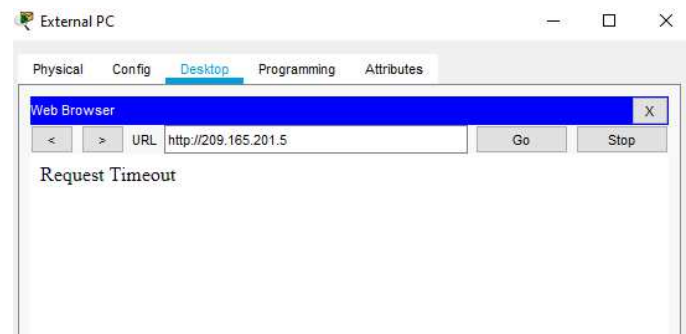 External PC
Physical Config Desktop Programming Attributes
Web Browser X
< > URL http://209.165.201.5 Go Stop
Request Timeout